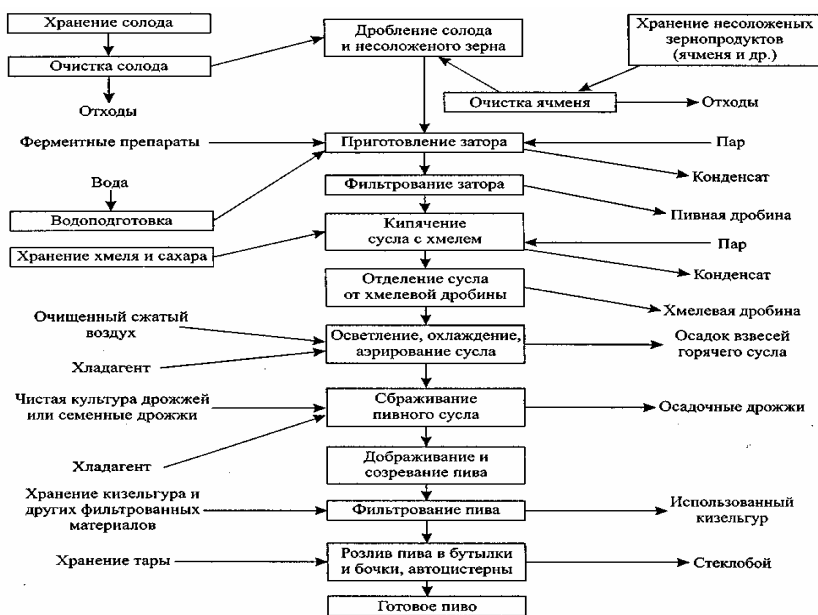 Хранение солода
Дробление солода
и несоложеного зерна
Хранение несоложеных
зернопродуктов
(ячменя и др.)
Очистка солода
Отходы
Очистка ячменя
Отходы
Ферментные препараты
Приготовление затора
Пар
Конденсат
Вода
Фильтрование затора
Водоподготовка
Пивная дробина
Кипячение
сусла с хмелем
Пар
Хранение хмеля и сахара
Конденсат
Отделение сусла
от хмелевой дробины
Хмелевая дробина
Очищенный сжатый
воздух
Осветление, охлаждение,
аэрирование сусла
Осадок взвесей
горячего сусла
Хладагент
Чистая культура дрожжей
или семенные дрожжи
Сбраживание
пивного сусла
Осадочные дрожжи
Хладагент
Дображивание и
созревание пива
Хранение кизельгура и
других фильтрованных
материалов
Фильтрование пива
Использованный
кизельгур
Хранение тары
Розлив пива в бутылки
и бочки, автоцистерны
Стеклобой
Готовое пиво